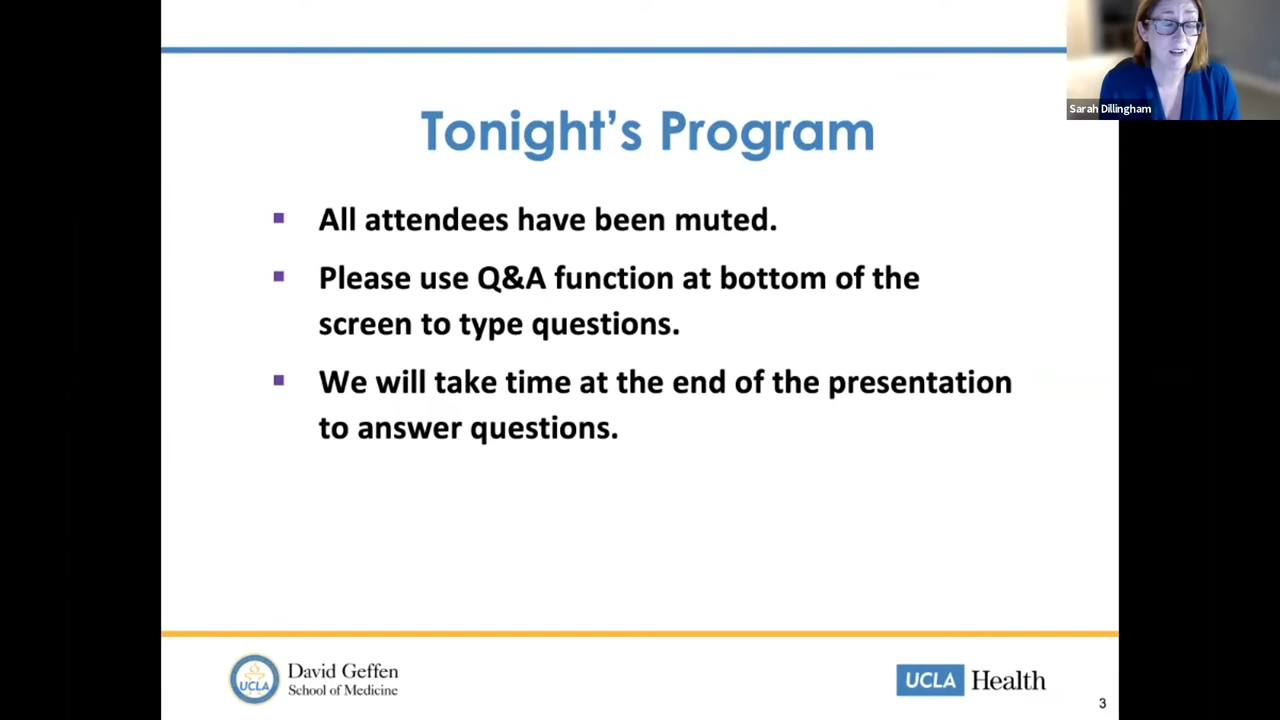 Sarah Dillingham
Tonight’s Program
▪ All attendees have been muted.
▪ Please use Q&A function at bottom of the
screen to type questions.
▪ We will take time at the end of the presentation
to answer questions.
UCLA
David Geffen
School of Medicine
UCLA Health
3